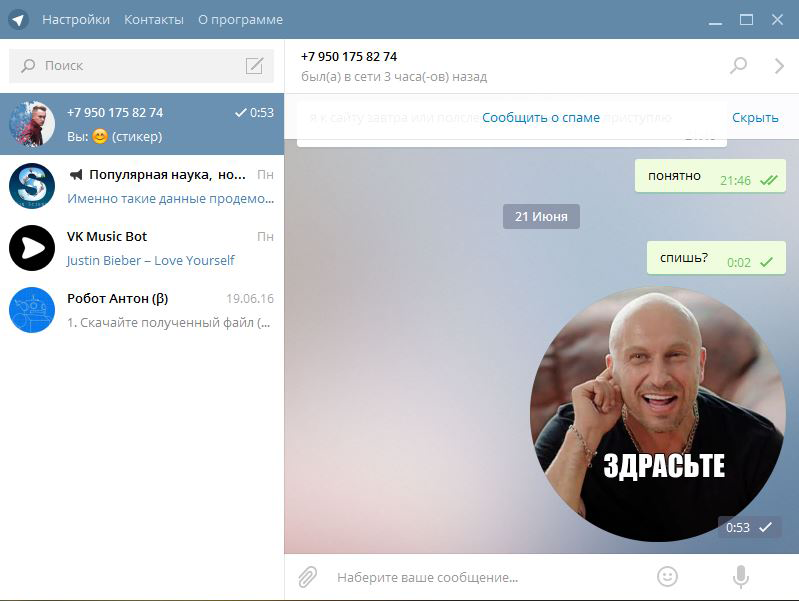 Настройки Контакты О программе
Поиск
+7 950 175 82 74
0:53
Вы: 😊 (стикер)
Популярная наука, но...
Пн
Именно такие данные продемо...
VK Music Bot
Пн
Justin Bieber – Love Yourself
Робот Антон (β)
19.06.16
1. Скачайте полученный файл (...
+7 950 175 82 74
был(а) в сети 3 часа(-ов) назад
я к сайту завтра или
Сообщить о спаме
Скрыть
понятно
21:46
21 Июня
спишь?
0:02
ЗДРАСЬТЕ
0:53
Наберите ваше сообщение...